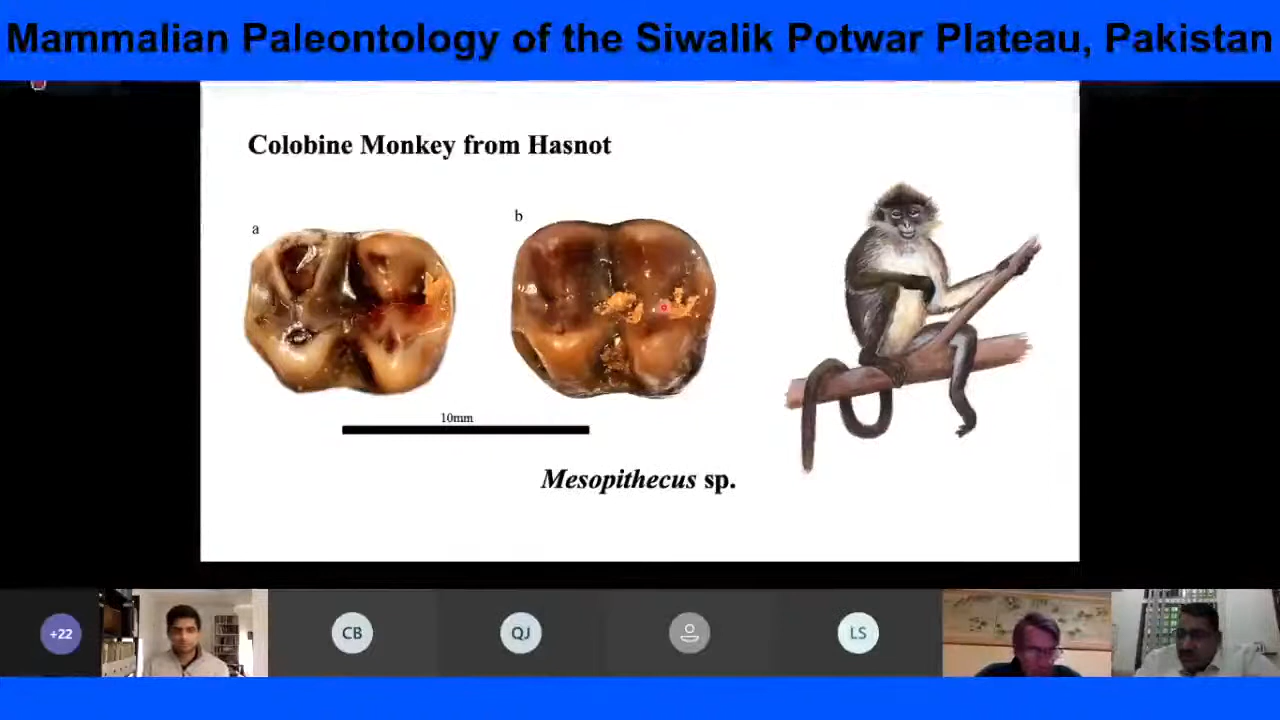 Mammalian Paleontology of the Siwalik Potwar Plateau, Pakistan
Colobine Monkey from Hasnot
a
b
10mm
Mesopithecus sp.
+22
CB
QJ
LS